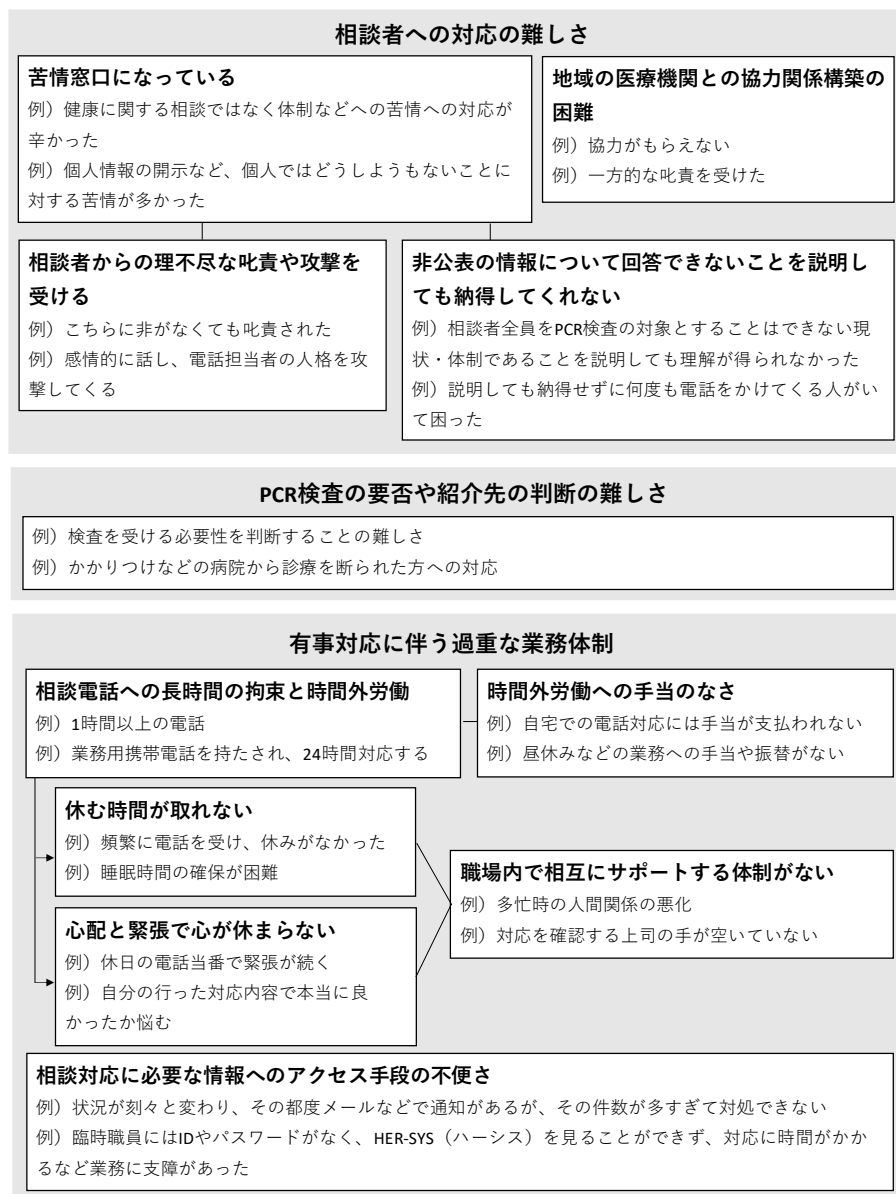 相談者への対応の難しさ
苦情窓口になっている
例）健康に関する相談ではなく体制などへの苦情への対応が
辛かった
例）個人情報の開示など、個人ではどうしようもないことに
対する苦情が多かった
地域の医療機関との協力関係構築の
困難
例）協力がもらえない
例）一方的な叱責を受けた
相談者からの理不尽な叱責や攻撃を
受ける
例）こちらに非がなくても叱責された
例）感情的に話し、電話担当者の人格を攻
撃してくる
非公表の情報について回答できないことを説明し
ても納得してくれない
例）相談者全員をPCR検査の対象とすることはできない現
状・体制であることを説明しても理解が得られなかった
例）説明しても納得せずに何度も電話をかけてくる人がい
て困った
PCR検査の要否や紹介先の判断の難しさ
例）検査を受ける必要性を判断することの難しさ
例）かかりつけなどの病院から診療を断られた方への対応
有事対応に伴う過重な業務体制
相談電話への長時間の拘束と時間外労働
例）1時間以上の電話
例）業務用携帯電話を持たされ、24時間対応する
時間外労働への手当のなさ
例）自宅での電話対応には手当が支払われない
例）昼休みなどの業務への手当や振替がない
休む時間が取れない
例）頻繁に電話を受け、休みがなかった
例）睡眠時間の確保が困難
心配と緊張で心が休まらない
例）休日の電話当番で緊張が続く
例）自分の行った対応内容で本当に良
かったか悩む
職場内で相互にサポートする体制がない
例）多忙時の人間関係の悪化
例）対応を確認する上司の手が空いていない
相談対応に必要な情報へのアクセス手段の不便さ
例）状況が刻々と変わり、その都度メールなどで通知があるが、その件数が多すぎて対処できない
例）臨時職員にはIDやパスワードがなく、HER-SYS（ハーシス）を見ることができず、対応に時間がかか
るなど業務に支障があった